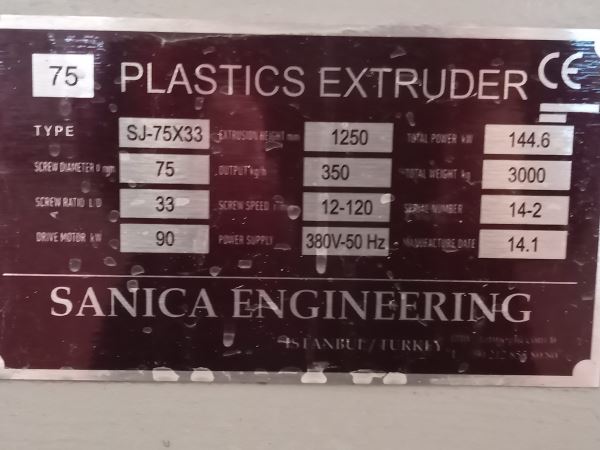 75 PLASTICS EXTRUDER CE
TYPE SJ-75X33 EXTRUSION HEIGHT mm 1250 TOTAL POWER kW 144.6
SCREW DIAMETER Ø mm 75 OUTPUT kg/h 350 TOTAL WEIGHT kg 3000
SCREW RATIO L/D 33 SCREW SPEED 12-120 SERIAL NUMBER 14-2
DRIVE MOTOR kW 90 POWER SUPPLY 380V-50 Hz MANUFACTURE DATE 14.1
SANICA ENGINEERING
ISTANBUL / TURKEY